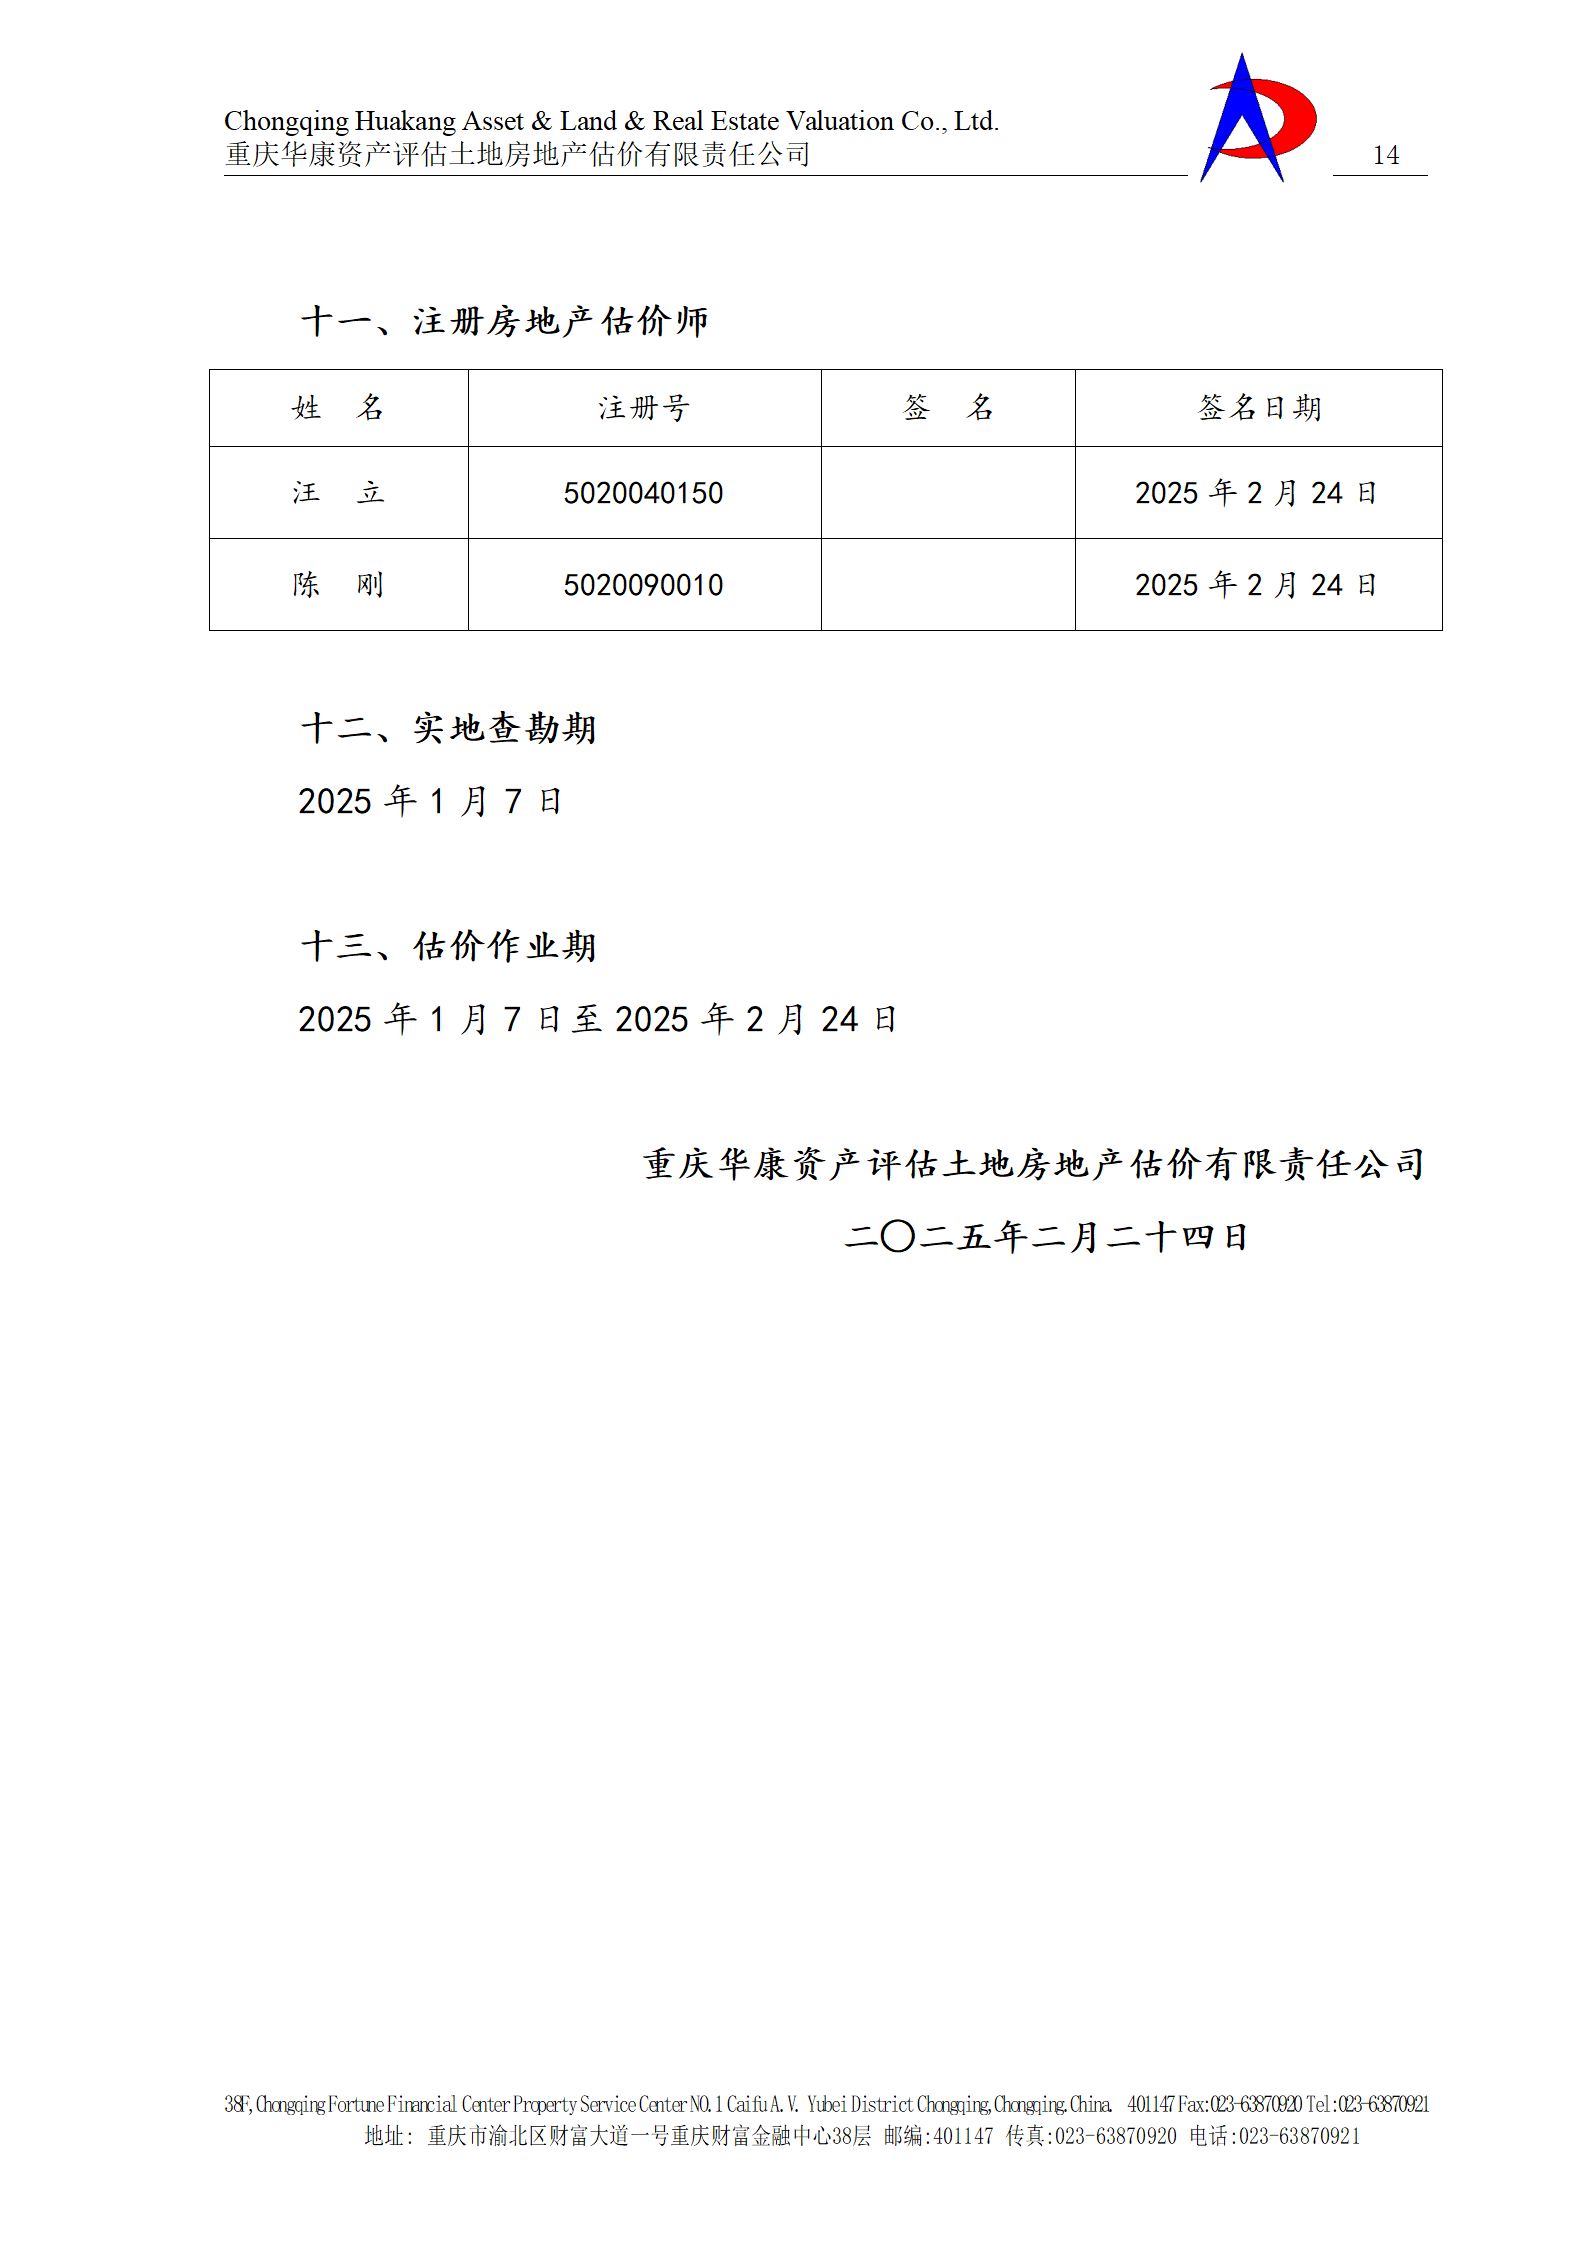 Chongqing Huakang Asset & Land & Real Estate Valuation Co., Ltd.
重庆华康资产评估土地房地产估价有限责任公司 14
十一、注册房地产估价师
姓 名 注册号 签 名 签名日期
汪 立 5020040150 2025 年 2 月 24 日
陈 刚 5020090010 2025 年 2 月 24 日
十二、实地查勘期
2025 年 1 月 7 日
十三、估价作业期
2025 年 1 月 7 日至 2025 年 2 月 24 日
重庆华康资产评估土地房地产估价有限责任公司
二〇二五年二月二十四日
38F, Chongqing Fortune Financial Center Property Service Center NO.1 Caifu A.V. Yubei District Chongqing, Chongqing. China. 401147 Fax:023-63870920 Tel:023-63870921
地址: 重庆市渝北区财富大道一号重庆财富金融中心38层 邮编:401147 传真:023-63870920 电话:023-63870921